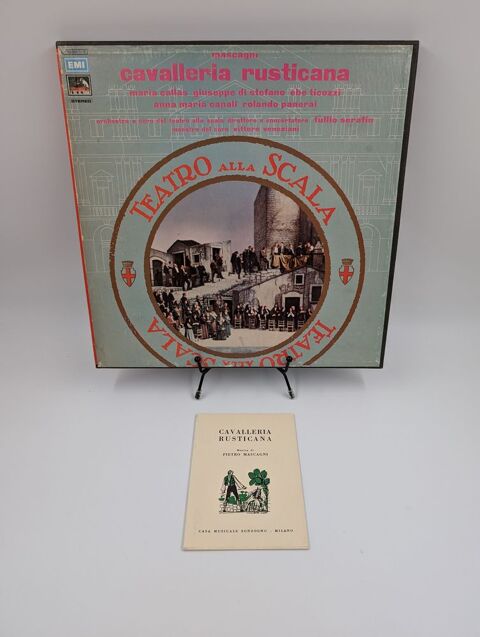 mascagni
EMI
cavalleria rusticana
STEREO
maria callas giuseppe di stefano ebe ticozzi
anna maria canali rolando panerai
orchestra e coro del teatro alla scala direttore e concertatore tullio serafin
maestro del coro vittore veneziani
TEATRO ALLA SCALA
TEATRO ALLA SCALA
CAVALLERIA
RUSTICANA
Musica di
PIETRO MASCAGNI
CASA MUSICALE SONZOGNO - MILANO